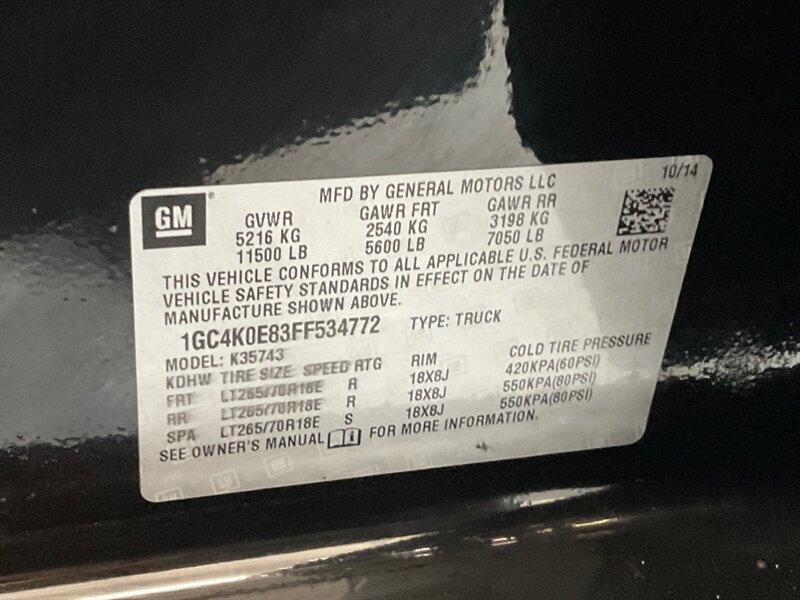 10/14
GM
MFD BY GENERAL MOTORS LLC
GVWR GAWR FRT GAWR RR
5216 KG 2540 KG 3198 KG
11500 LB 5600 LB 7050 LB
THIS VEHICLE CONFORMS TO ALL APPLICABLE U.S. FEDERAL MOTOR
VEHICLE SAFETY STANDARDS IN EFFECT ON THE DATE OF
MANUFACTURE SHOWN ABOVE.
1GC4K0E83FF534772 TYPE: TRUCK
MODEL: K35743
KDHW TIRE SIZE SPEED RTG RIM COLD TIRE PRESSURE
FRT LT265/70R18E R 18X8J 420KPA(60PSI)
RR LT265/70R18E R 18X8J 550KPA(80PSI)
SPA LT265/70R18E S 18X8J 550KPA(80PSI)
SEE OWNER'S MANUAL FOR MORE INFORMATION.